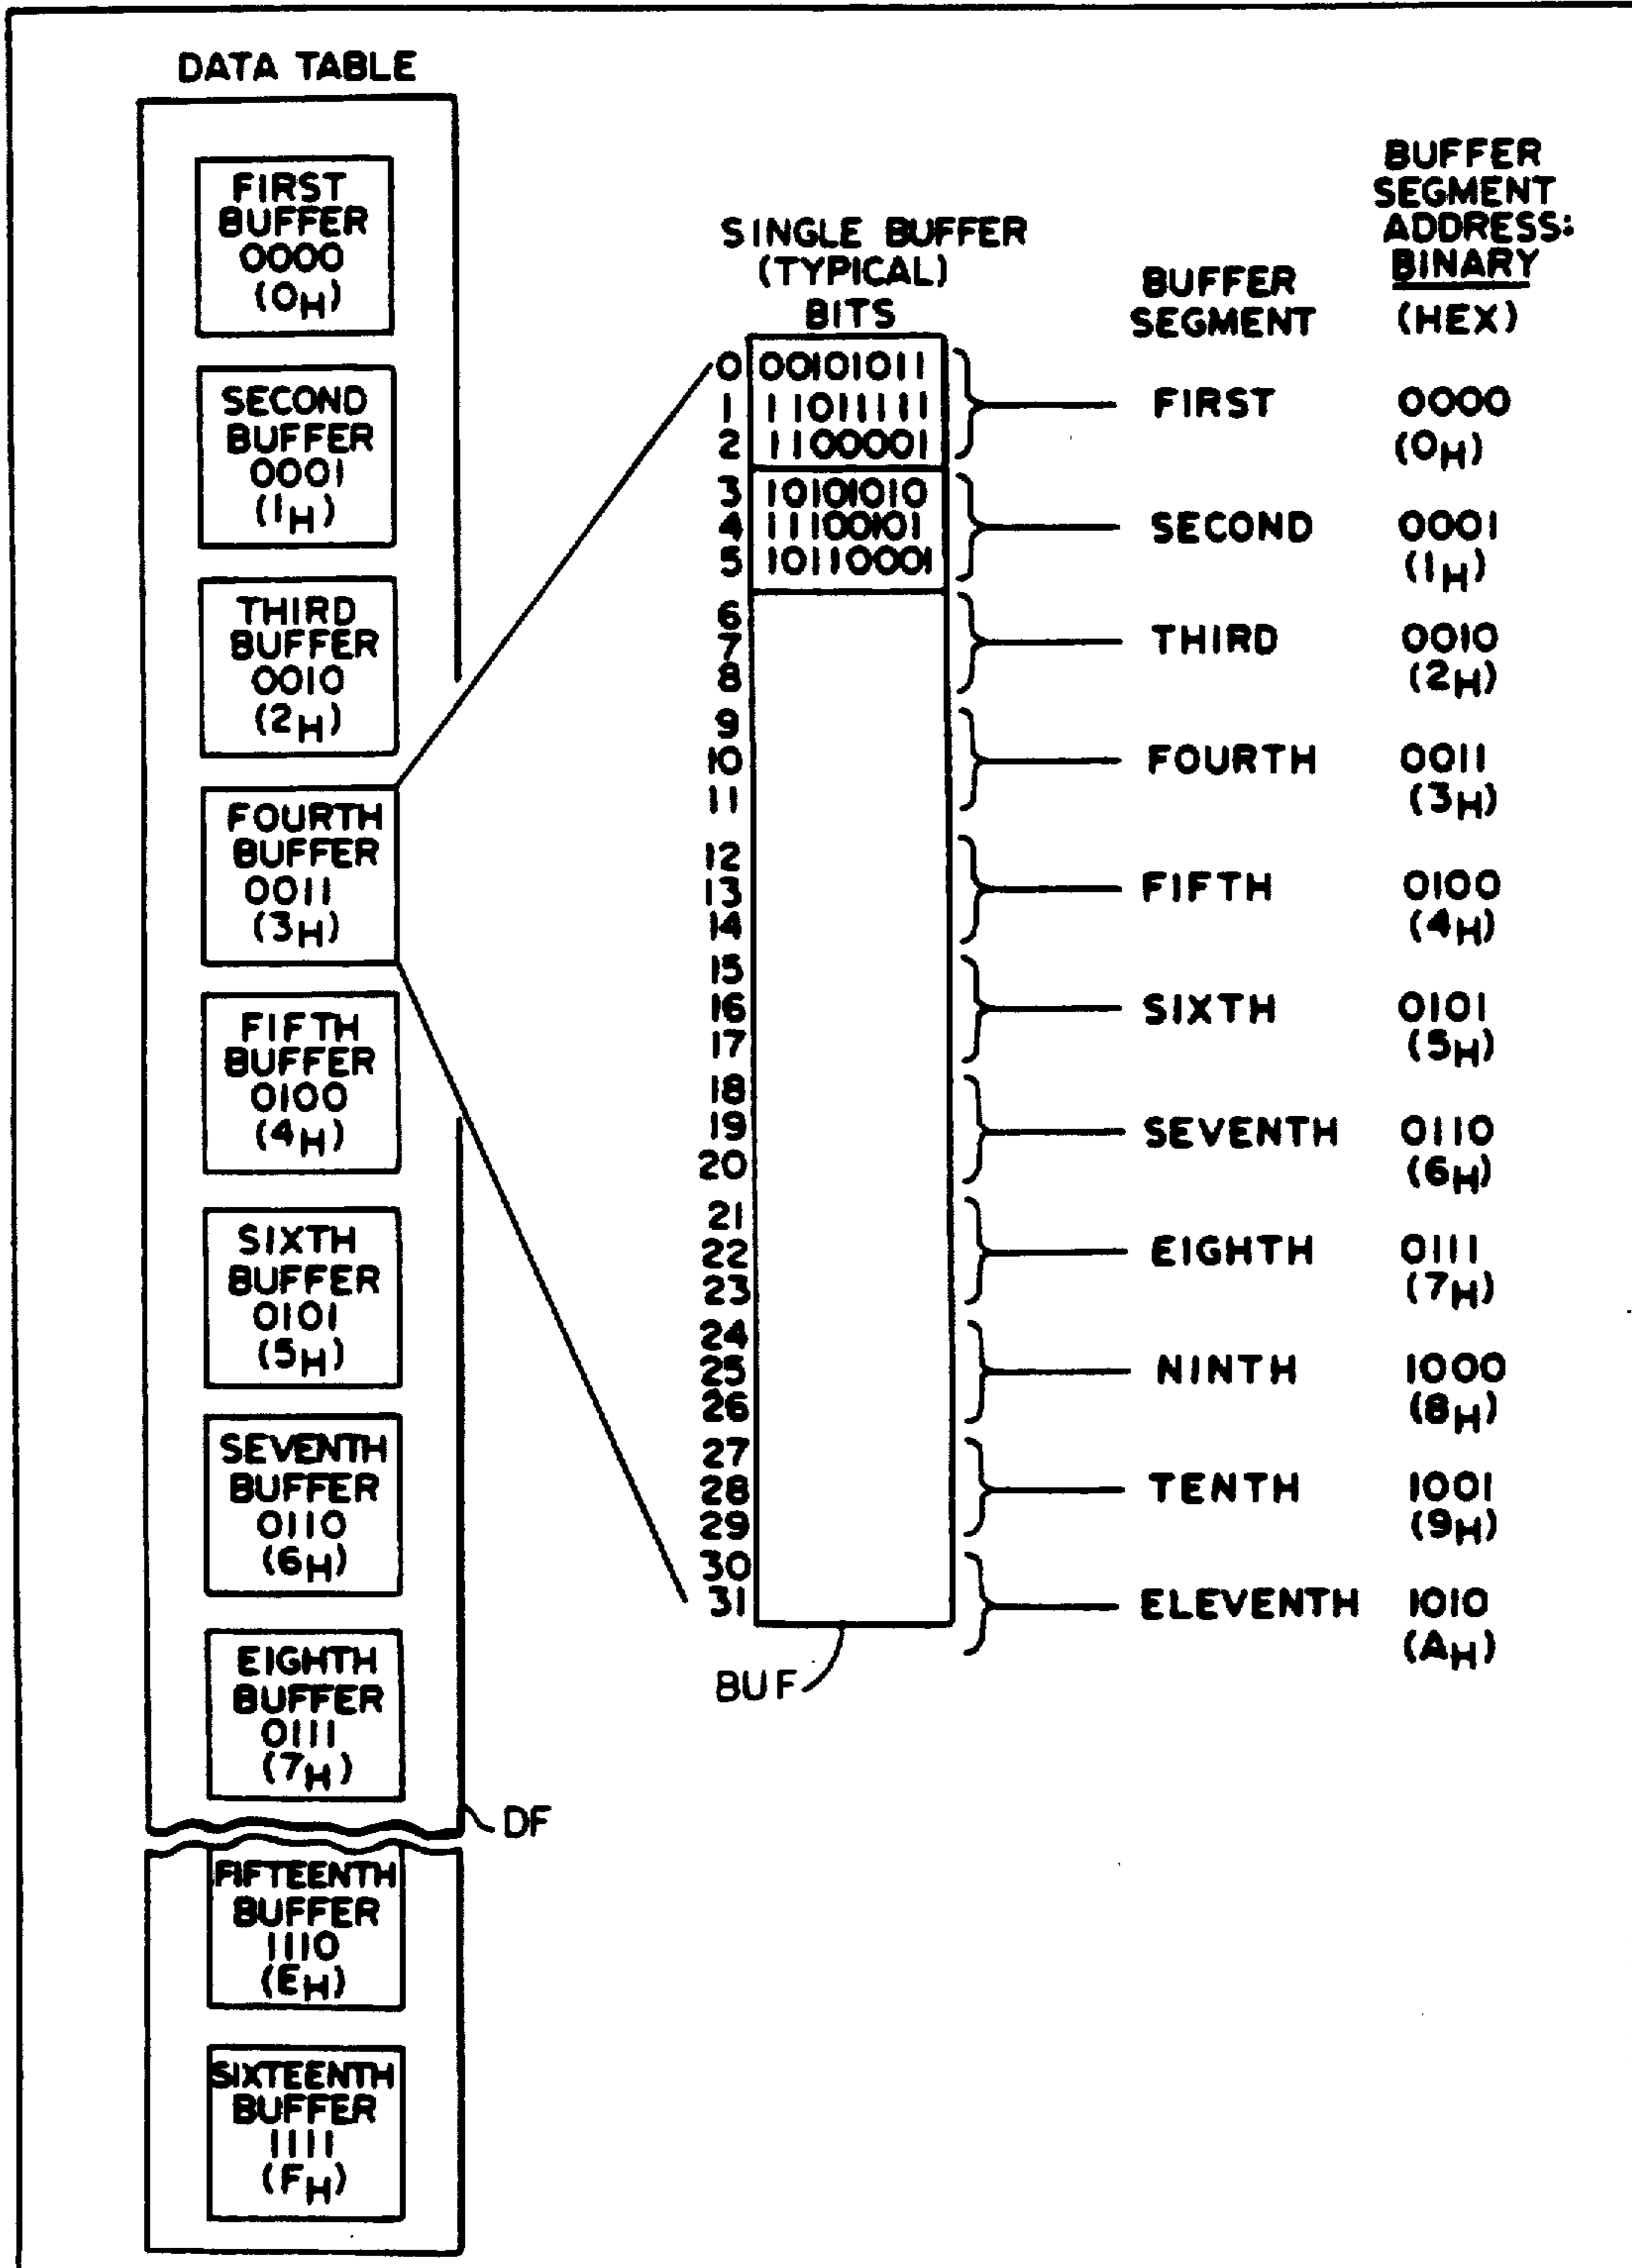 DATA TABLE
FIRST
BUFFER
0000
(0H)
SECOND
BUFFER
0001
(1H)
THIRD
BUFFER
0010
(2H)
FOURTH
BUFFER
0011
(3H)
FIFTH
BUFFER
0100
(4H)
SIXTH
BUFFER
0101
(5H)
SEVENTH
BUFFER
0110
(6H)
EIGHTH
BUFFER
0111
(7H)
DF
FIFTEENTH
BUFFER
1110
(EH)
SIXTEENTH
BUFFER
1111
(FH)
SINGLE BUFFER
(TYPICAL)
BITS
0 00101011
1 11011111
2 1100001
3 10101010
4 11100101
5 10110001
6
7
8
9
10
11
12
13
14
15
16
17
18
19
20
21
22
23
24
25
26
27
28
29
30
31
BUF
BUFFER
SEGMENT
FIRST
SECOND
THIRD
FOURTH
FIFTH
SIXTH
SEVENTH
EIGHTH
NINTH
TENTH
ELEVENTH
BUFFER
SEGMENT
ADDRESS:
BINARY
(HEX)
0000
(0H)
0001
(1H)
0010
(2H)
0011
(3H)
0100
(4H)
0101
(5H)
0110
(6H)
0111
(7H)
1000
(8H)
1001
(9H)
1010
(AH)